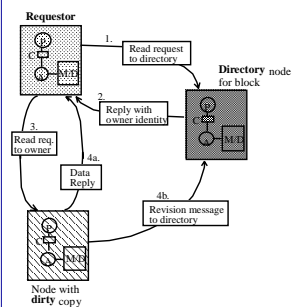 Requestor
1.
Read request
to directory
P
C
A
M/D
Directory node
for block
2.
Reply with
owner identity
P
C
A
M/D
3.
Read req.
to owner
4a.
Data
Reply
4b.
Revision message
to directory
P
C
A
M/D
Node with
dirty copy